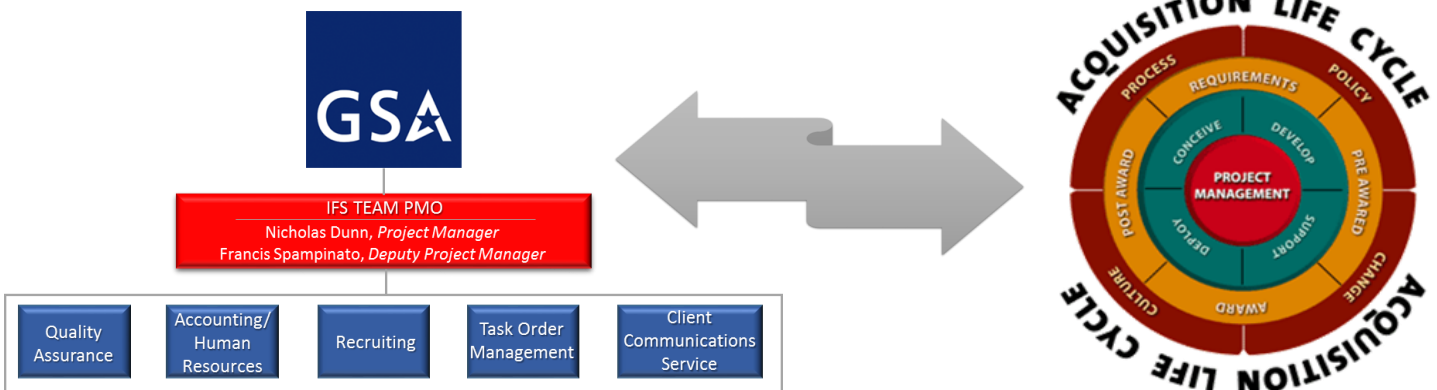 GSA
IFS TEAM PMO
Nicholas Dunn, Project Manager
Francis Spampinato, Deputy Project Manager
Quality
Assurance
Accounting/
Human
Resources
Recruiting
Task Order
Management
Client
Communications
Service
ACQUISITION LIFE CYCLE
PROCESS
POLICY
REQUIREMENTS
CONCEIVE
DEVELOP
POST AWARD
PROJECT
MANAGEMENT
PRE AWARED
DEPLOY
SUPPORT
CULTURE
AWARD
CHANGE
ACQUISITION LIFE CYCLE